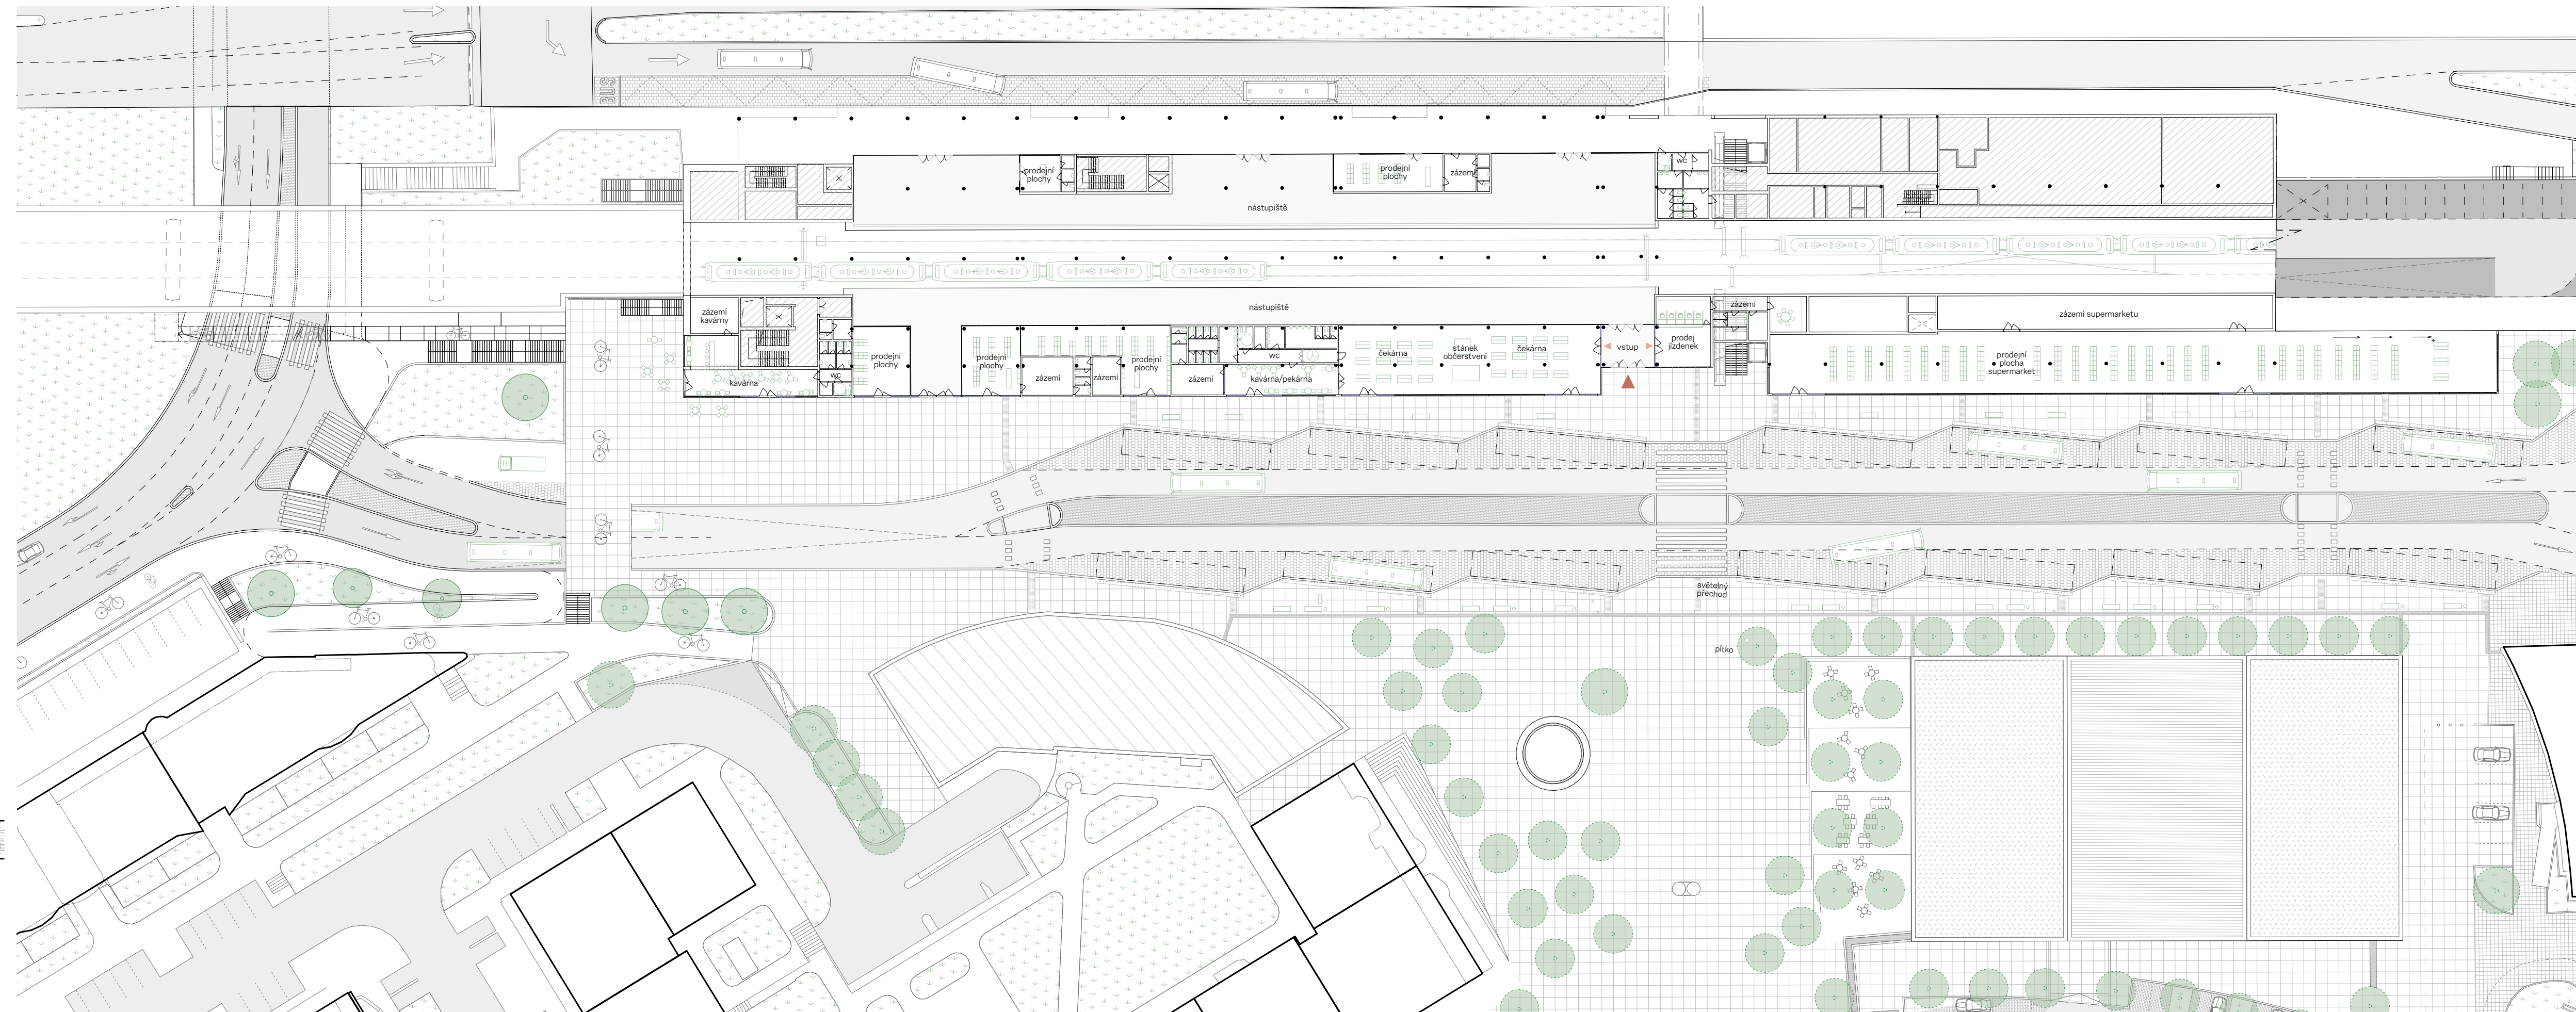 BUS
prodejní
plochy
prodejní
plochy
zázemí
wc
nástupiště
nástupiště
zázemí
kavárny
zázemí
zázemí supermarketu
prodejní
plochy
prodejní
plochy
zázemí
zázemí
prodejní
plochy
zázemí
wc
kavárna/pekárna
čekárna
stánek
občerstvení
čekárna
vstup
prodej
jízdenek
prodejní
plocha
supermarket
kavárna
wc
světelný
přechod
pítko